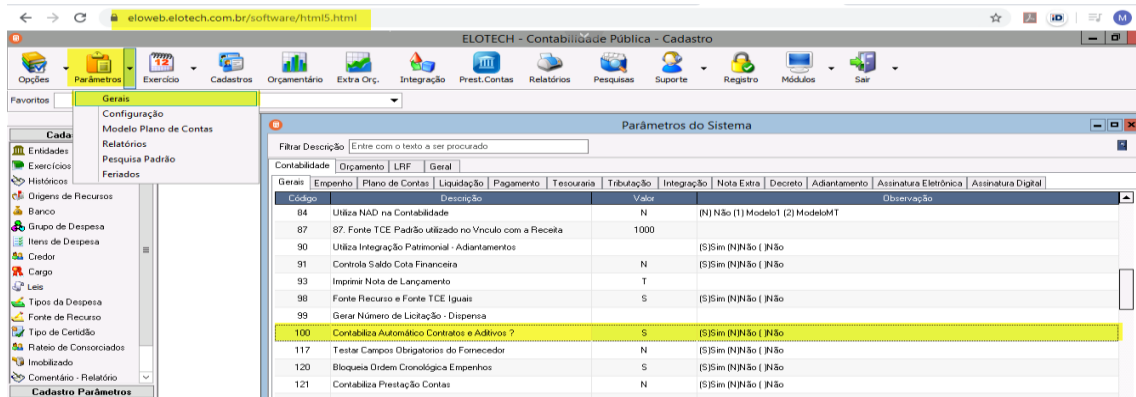 eloweb.elotech.com.br/software/html5.html
iD
M
ELOTECH - Contabilidade Pública - Cadastro
Opções Parâmetros Exercício Cadastros Orçamentário Extra Orç. Integração Prest.Contas Relatórios Pesquisas Suporte Registro Módulos Sair
Favoritos
Gerais
Configuração
Modelo Plano de Contas
Relatórios
Pesquisa Padrão
Feriados
Cada
Entidades
Exercícios
Históricos
Origens de Recursos
Banco
Grupo de Despesa
Itens de Despesa
Credor
Cargo
Leis
Tipos da Despesa
Fonte de Recurso
Tipo de Certidão
Rateio de Consorciados
Imobilizado
Comentário - Relatório
Cadastro Parâmetros
Parâmetros do Sistema
Filtrar Descrição Entre com o texto a ser procurado
Contabilidade Orçamento LRF Geral
Gerais Empenho Plano de Contas Liquidação Pagamento Tesouraria Tributação Integração Nota Extra Decreto Adiantamento Assinatura Eletrônica Assinatura Digital
Código Descrição Valor Observação
84 Utiliza NAD na Contabilidade N (N) Não (1) Modelo1 (2) ModeloMT
87 87. Fonte TCE Padrão utilizado no Vnculo com a Receita 1000
90 Utiliza Integração Patrimonial - Adiantamentos (S)Sim (N)Não ( )Não
91 Controla Saldo Cota Financeira N (S)Sim (N)Não ( )Não
93 Imprimir Nota de Lançamento T
98 Fonte Recurso e Fonte TCE Iguais S (S)Sim (N)Não ( )Não
99 Gerar Número de Licitação - Dispensa
100 Contabiliza Automático Contratos e Aditivos ? S (S)Sim (N)Não ( )Não
117 Testar Campos Obrigatorios do Fornecedor N (S)Sim (N)Não ( )Não
120 Bloqueia Ordem Cronológica Empenhos S (S)Sim (N)Não ( )Não
121 Contabiliza Prestação Contas N (S)Sim (N)Não ( )Não